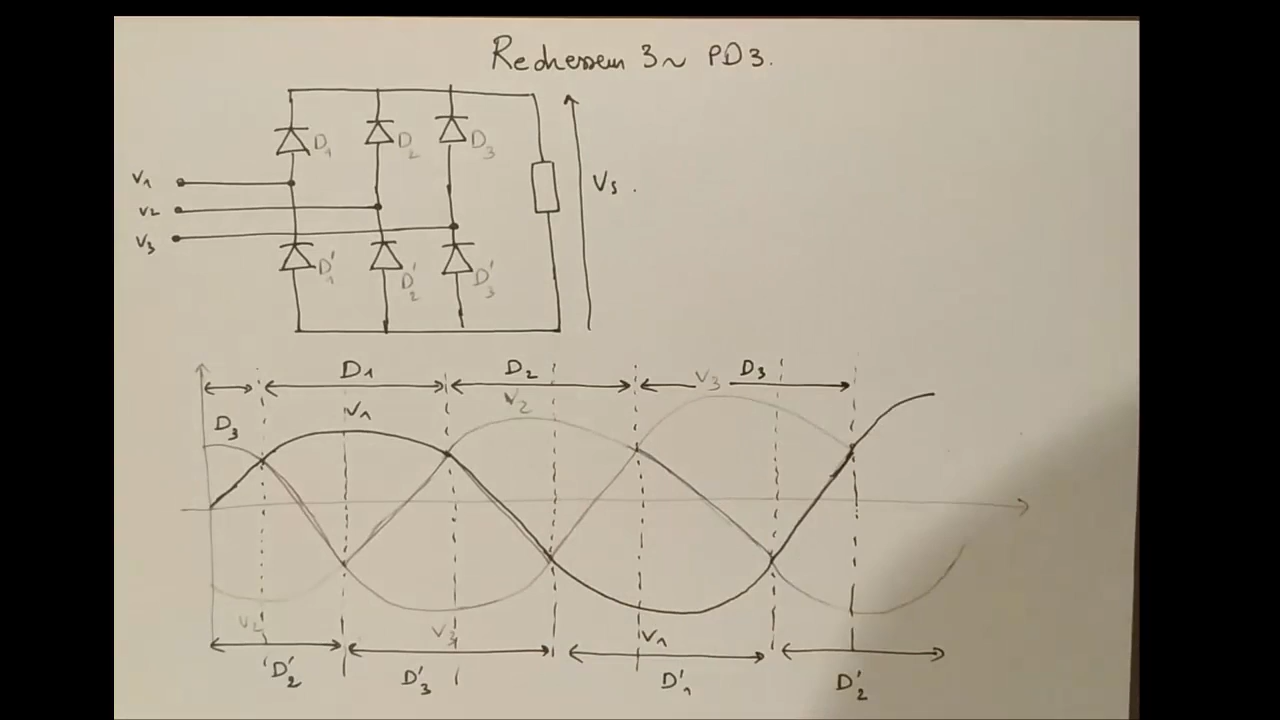 Redresseur 3~ PD3.
D1 D2 D3
V1
V2
V3
Vs.
D'1 D'2 D'3
D1 D2 V3 D3
V1 V2
D3
V2 V3 V1
D'2 D'3 D'1 D'2